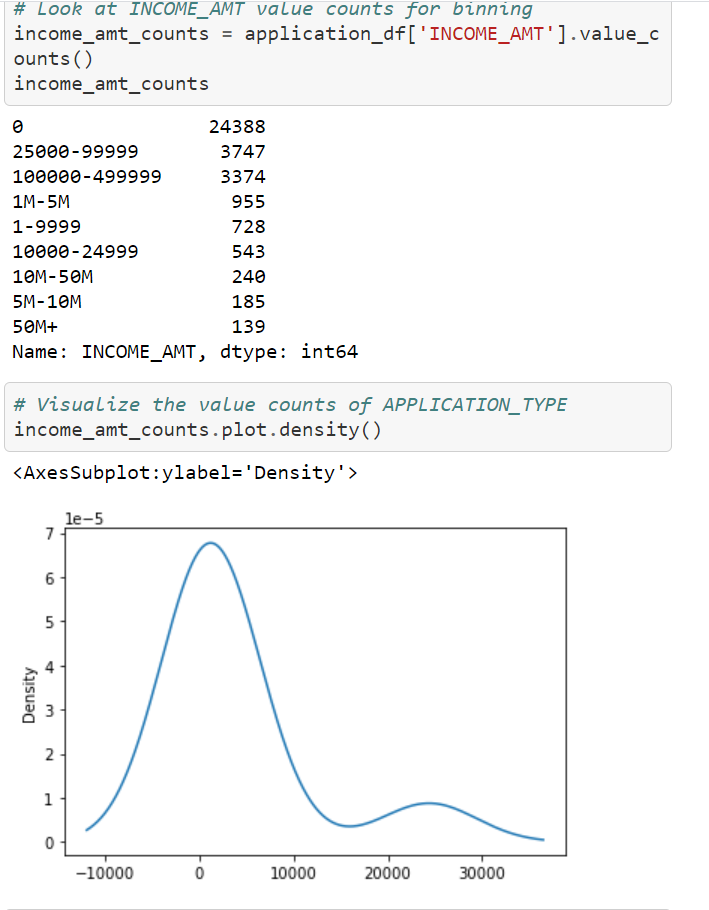 # Look at INCOME_AMT value counts for binning
income_amt_counts = application_df['INCOME_AMT'].value_c
ounts()
income_amt_counts
0 24388
25000-99999 3747
100000-499999 3374
1M-5M 955
1-9999 728
10000-24999 543
10M-50M 240
5M-10M 185
50M+ 139
Name: INCOME_AMT, dtype: int64
# Visualize the value counts of APPLICATION_TYPE
income_amt_counts.plot.density()
<AxesSubplot:ylabel='Density'>
1e−5
7
6
5
4
Density
3
2
1
0
−10000 0 10000 20000 30000